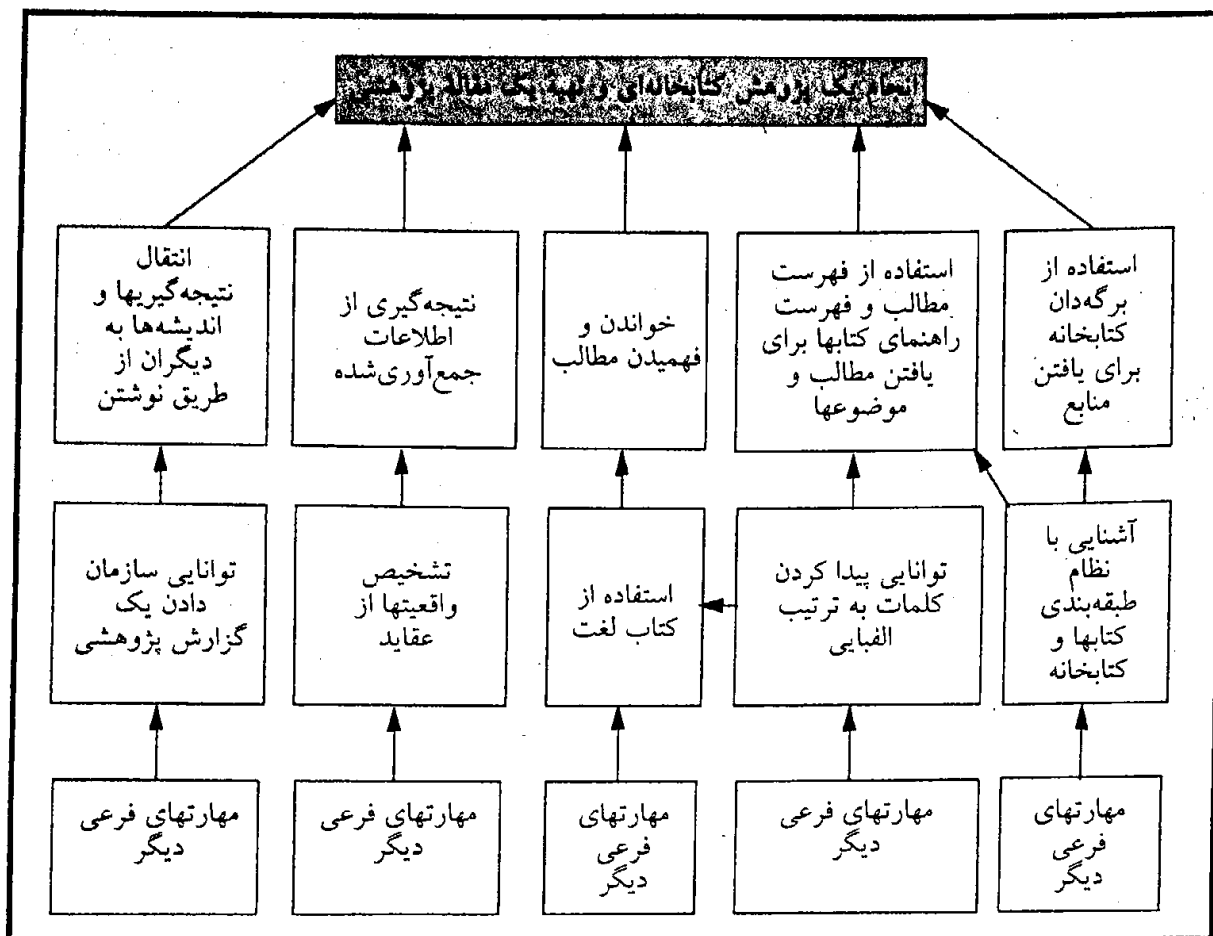 انجام یک پژوهش کتابخانه‌ای و تهیهٔ یک مقالهٔ پژوهشی
استفاده از
برگه‌دان
کتابخانه
برای یافتن
منابع
استفاده از فهرست
مطالب و فهرست
راهنمای کتابها برای
یافتن مطالب و
موضوعها
خواندن و
فهمیدن مطالب
نتیجه‌گیری از
اطلاعات
جمع‌آوری‌شده
انتقال
نتیجه‌گیریها و
اندیشه‌ها به
دیگران از
طریق نوشتن
آشنایی با
نظام
طبقه‌بندی
کتابها و
کتابخانه
توانایی پیدا کردن
کلمات به ترتیب
الفبایی
استفاده از
کتاب لغت
تشخیص
واقعیتها از
عقاید
توانایی سازمان
دادن یک
گزارش پژوهشی
مهارتهای
فرعی
دیگر
مهارتهای فرعی
دیگر
مهارتهای
فرعی
دیگر
مهارتهای فرعی
دیگر
مهارتهای فرعی
دیگر